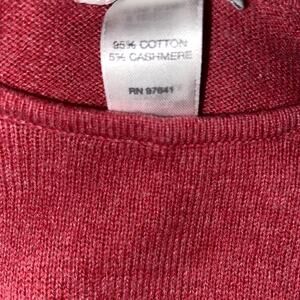 95% COTTON
5% CASHMERE
RN 97841